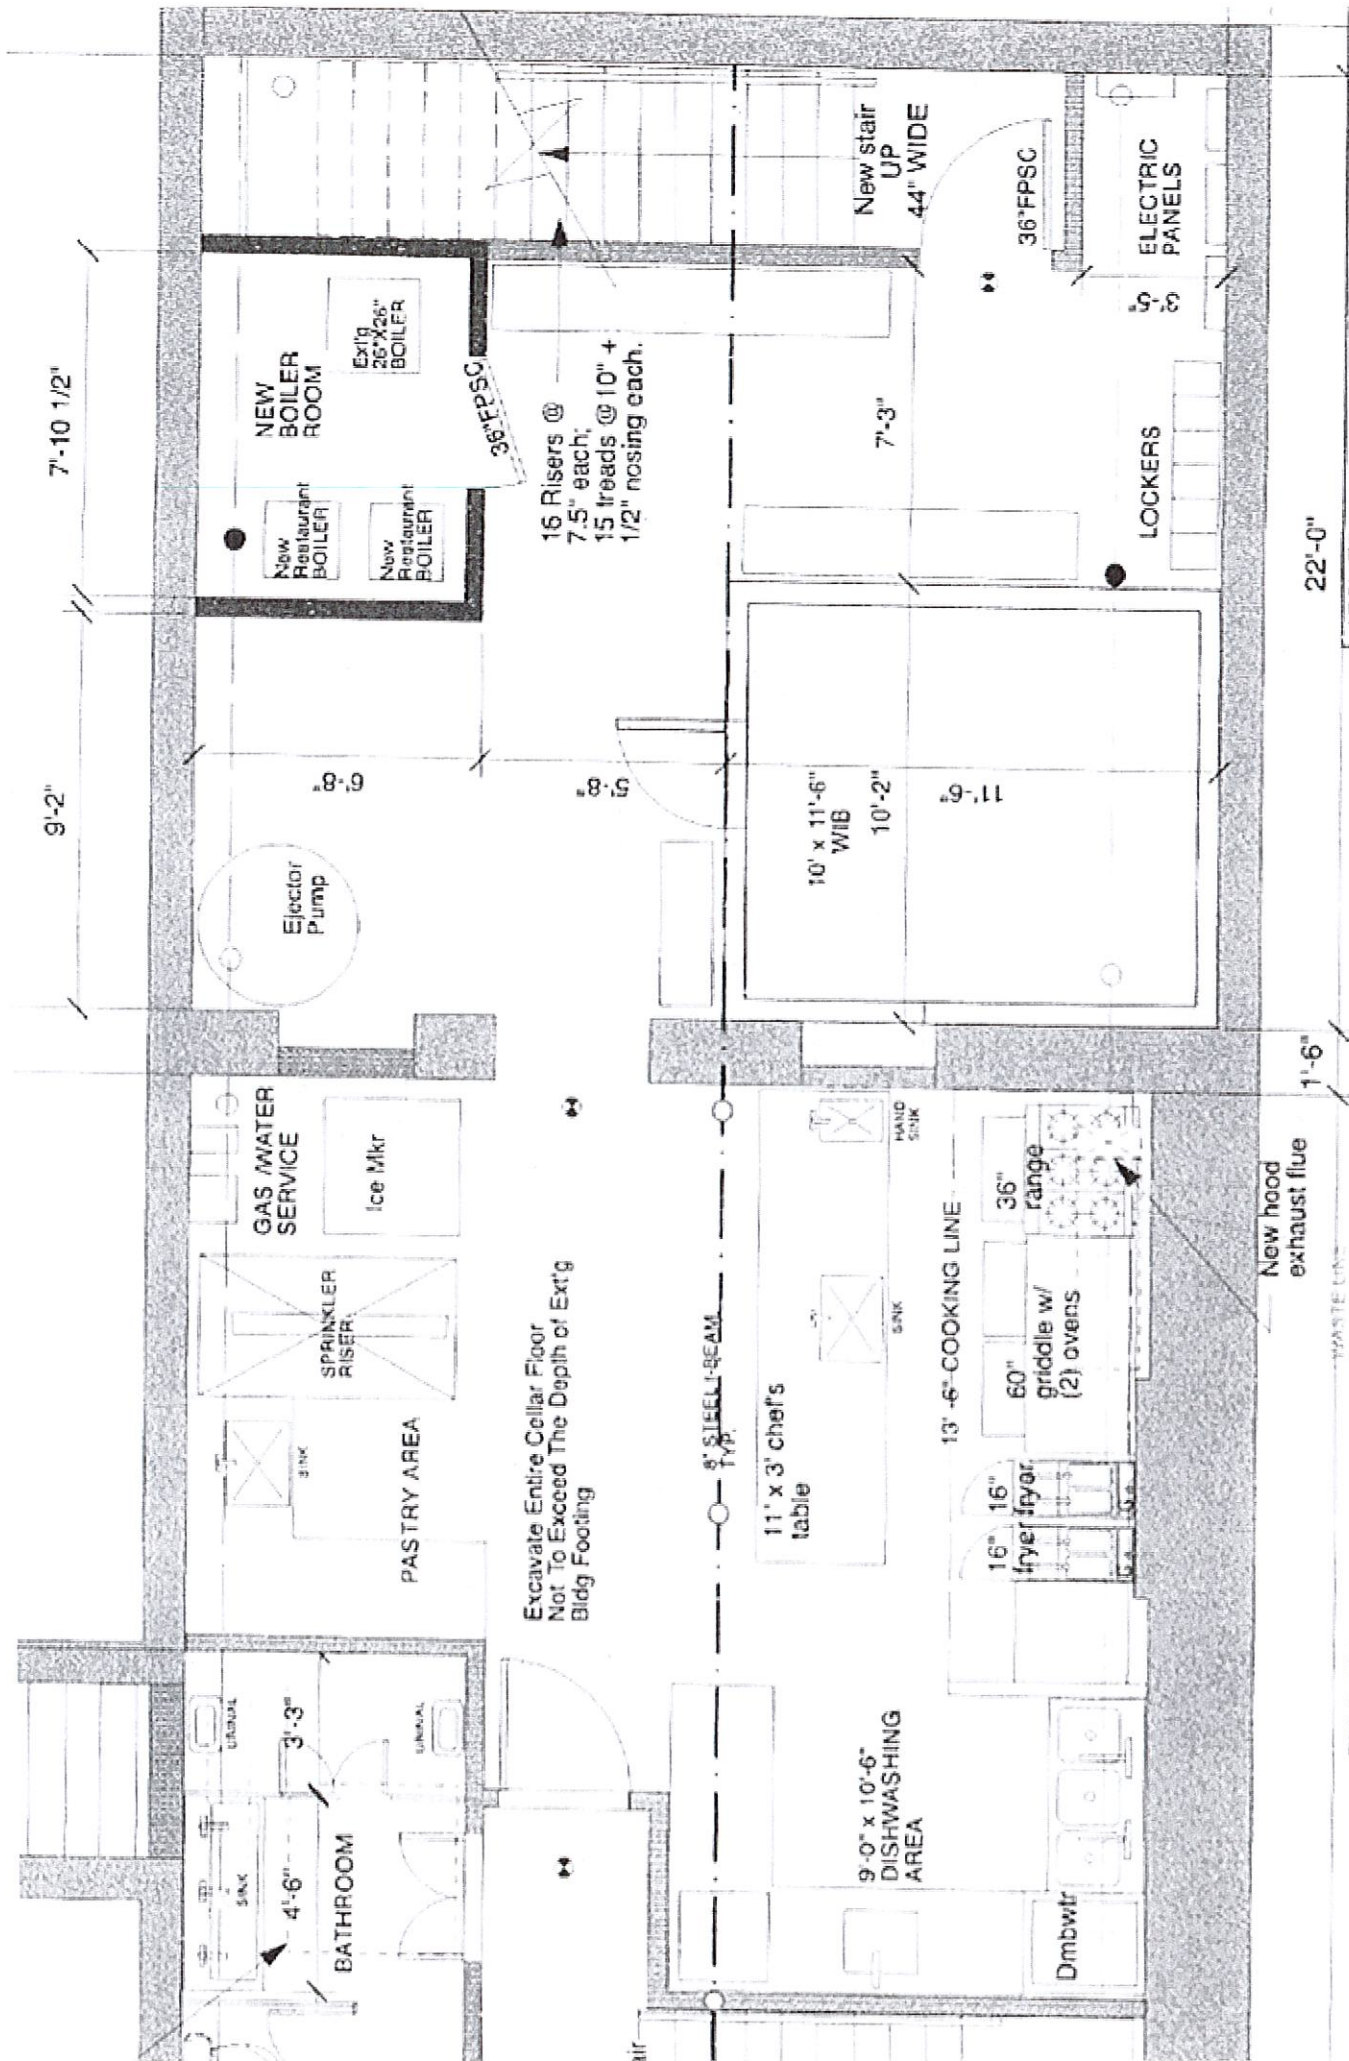 7'-10 1/2"
9'-2"
NEW
BOILER
ROOM
Ext'g
26"X26"
BOILER
New
Restaurant
BOILER
New
Restaurant
BOILER
36"FPSC
16 Risers @
7.5" each;
15 treads @ 10" +
1/2" nosing each.
New stair
UP
44" WIDE
36"FPSC
ELECTRIC
PANELS
3'-5"
7'-3"
LOCKERS
22'-0"
6'-8"
5'-8"
11'-6"
10' x 11'-6"
WIB
10'-2"
Ejector
Pump
1'-6"
GAS /WATER
SERVICE
Ice Mkr
SPRINKLER
RISER
SINK
PASTRY AREA
Excavate Entire Cellar Floor
Not To Exceed The Depth of Ext'g
Bldg Footing
8" STEEL I-BEAM
TYP.
HAND
SINK
SINK
11' x 3' chef's
table
13'-6" COOKING LINE
36"
range
60"
griddle w/
(2) ovens
16"
fryer
16"
fryer
New hood
exhaust flue
WASTE LINE
URINAL
3'-3"
URINAL
SINK
4'-6"
BATHROOM
9'-0" x 10'-6"
DISHWASHING
AREA
Dmbwtr
air